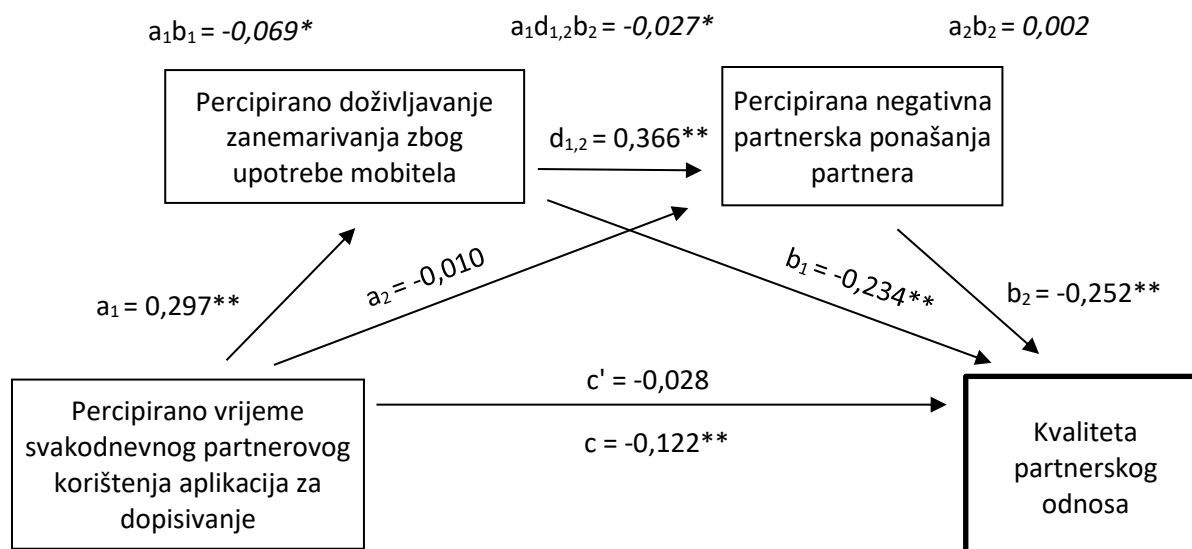 a₁b₁ = -0,069*
a₁d₁,₂b₂ = -0,027*
a₂b₂ = 0,002
Percipirano doživljavanje
zanemarivanja zbog
upotrebe mobitela
d₁,₂ = 0,366**
Percipirana negativna
partnerska ponašanja
partnera
a₁ = 0,297**
a₂ = -0,010
b₁ = -0,234**
b₂ = -0,252**
Percipirano vrijeme
svakodnevnog partnerovog
korištenja aplikacija za
dopisivanje
c' = -0,028
c = -0,122**
Kvaliteta
partnerskog
odnosa